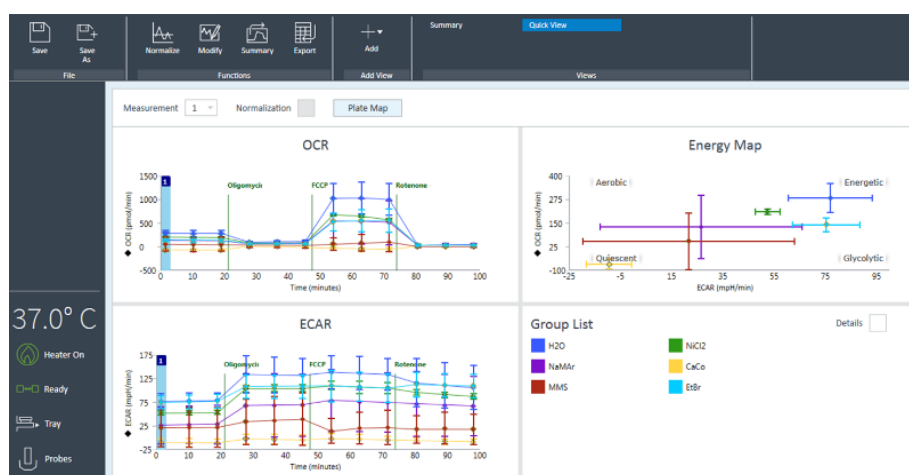 Save
Save As
Normalize
Modify
Summary
Export
Add
Summary
Quick View
File
Functions
Add View
Views
Measurement 1 Normalization Plate Map
OCR
1500
1000
500
0
-500
OCR (pmol/min)
1
Oligomycin
FCCP
Rotenone
0 10 20 30 40 50 60 70 80 90 100
Time (minutes)
Energy Map
400
275
150
25
-100
OCR (pmol/min)
Aerobic
Energetic
Quiescent
Glycolytic
-25 -5 15 35 55 75 95
ECAR (mpH/min)
ECAR
175
125
75
25
-25
ECAR (mpH/min)
1
Oligomycin
FCCP
Rotenone
0 10 20 30 40 50 60 70 80 90 100
Time (minutes)
Group List
Details
H2O
NaMAr
MMS
NiCl2
CaCo
EtBr
37.0° C
Heater On
Ready
Tray
Probes